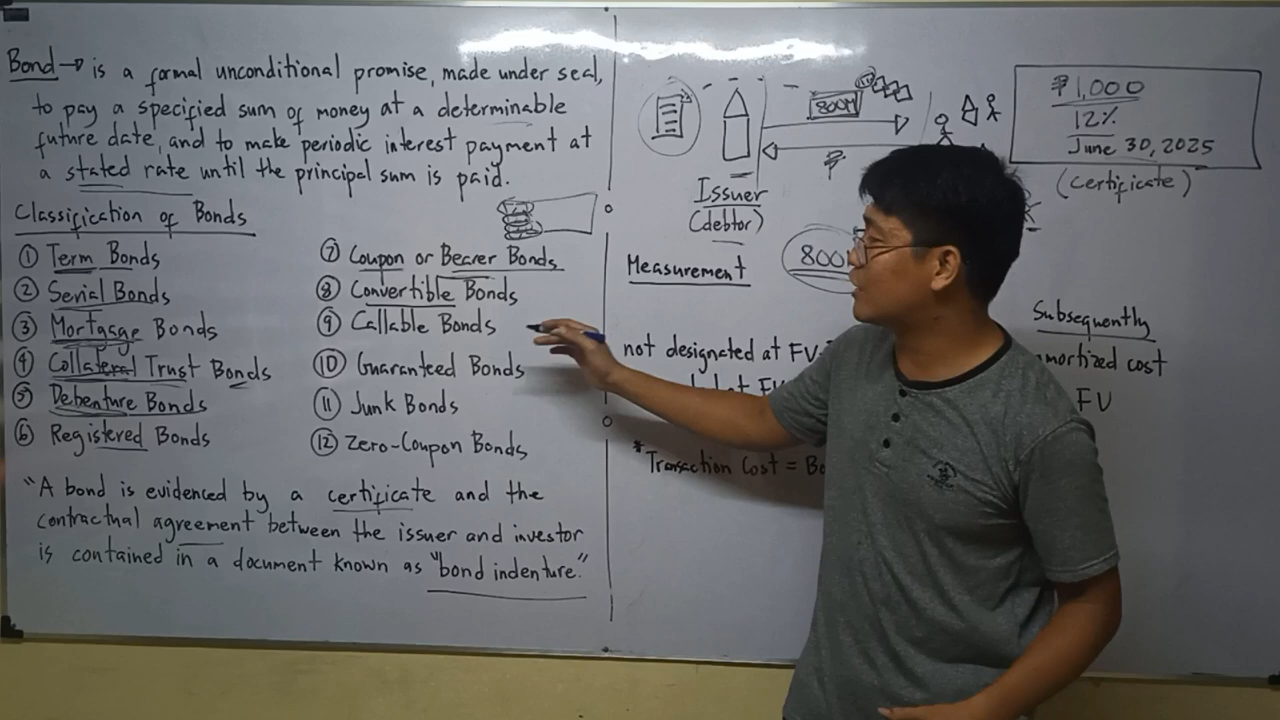 Bond → is a formal unconditional promise, made under seal,
to pay a specified sum of money at a determinable
future date, and to make periodic interest payment at
a stated rate until the principal sum is paid.
Classification of Bonds
① Term Bonds
② Serial Bonds
③ Mortgage Bonds
④ Collateral Trust Bonds
⑤ Debenture Bonds
⑥ Registered Bonds
⑦ Coupon or Bearer Bonds
⑧ Convertible Bonds
⑨ Callable Bonds
⑩ Guaranteed Bonds
⑪ Junk Bonds
⑫ Zero-Coupon Bonds
"A bond is evidenced by a certificate and the
contractual agreement between the issuer and investor
is contained in a document known as "bond indenture."
800M
₱
Issuer
(debtor)
₱1,000
12%
June 30, 2025
(certificate)
Measurement
800
Subsequently
not designated at FV
amortized cost
at FV
FV
*Transaction Cost =